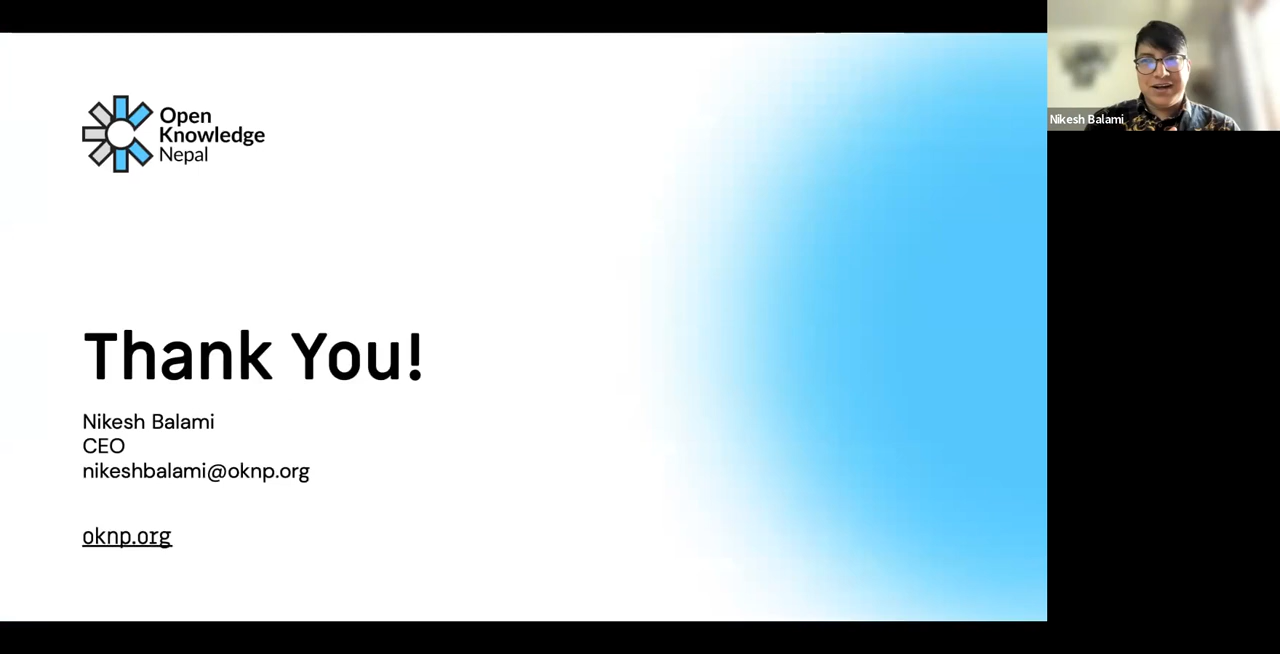 Open
Knowledge
Nepal
Thank You!
Nikesh Balami
CEO
nikeshbalami@oknp.org
oknp.org
Nikesh Balami